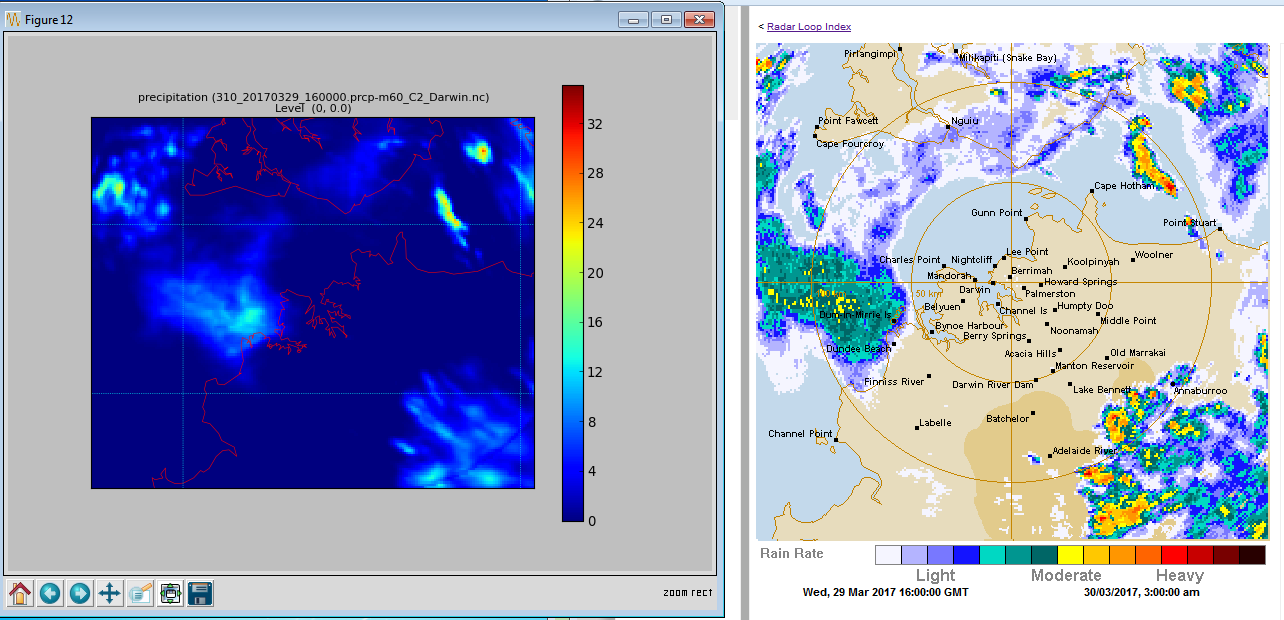 Figure 12
precipitation (310_20170329_160000.prcp-m60_C2_Darwin.nc)
Level (0, 0.0)
32
28
24
20
16
12
8
4
0
zoom rect
< Radar Loop Index
Pirlangimpi
Milikapiti (Snake Bay)
Point Fawcett
Nguiu
Cape Fourcroy
Cape Hotham
Gunn Point
Point Stuart
Lee Point
Woolner
Charles Point
Nightcliff
Koolpinyah
Berrimah
Mandorah
Howard Springs
Darwin
Palmerston
50 km
Belyuen
Humpty Doo
Channel Is
Dum-In-Mirrie Is
Middle Point
Bynoe Harbour
Noonamah
Berry Springs
Dundee Beach
Acacia Hills
Old Marrakai
Manton Reservoir
Finniss River
Darwin River Dam
Lake Bennett
Annaburroo
Batchelor
Labelle
Channel Point
Adelaide River
Rain Rate
Light
Moderate
Heavy
Wed, 29 Mar 2017 16:00:00 GMT
30/03/2017, 3:00:00 am